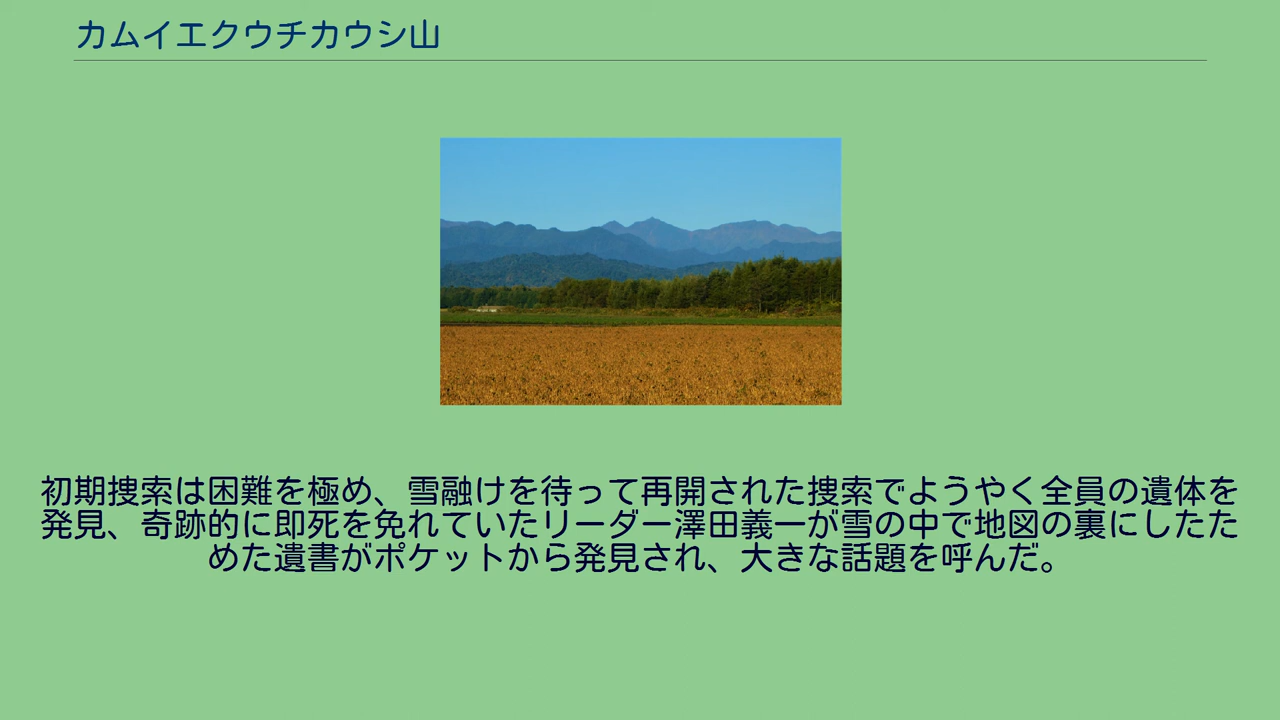 カムイエクウチカウシ山
初期捜索は困難を極め、雪融けを待って再開された捜索でようやく全員の遺体を
発見、奇跡的に即死を免れていたリーダー澤田義一が雪の中で地図の裏にしたた
めた遺書がポケットから発見され、大きな話題を呼んだ。